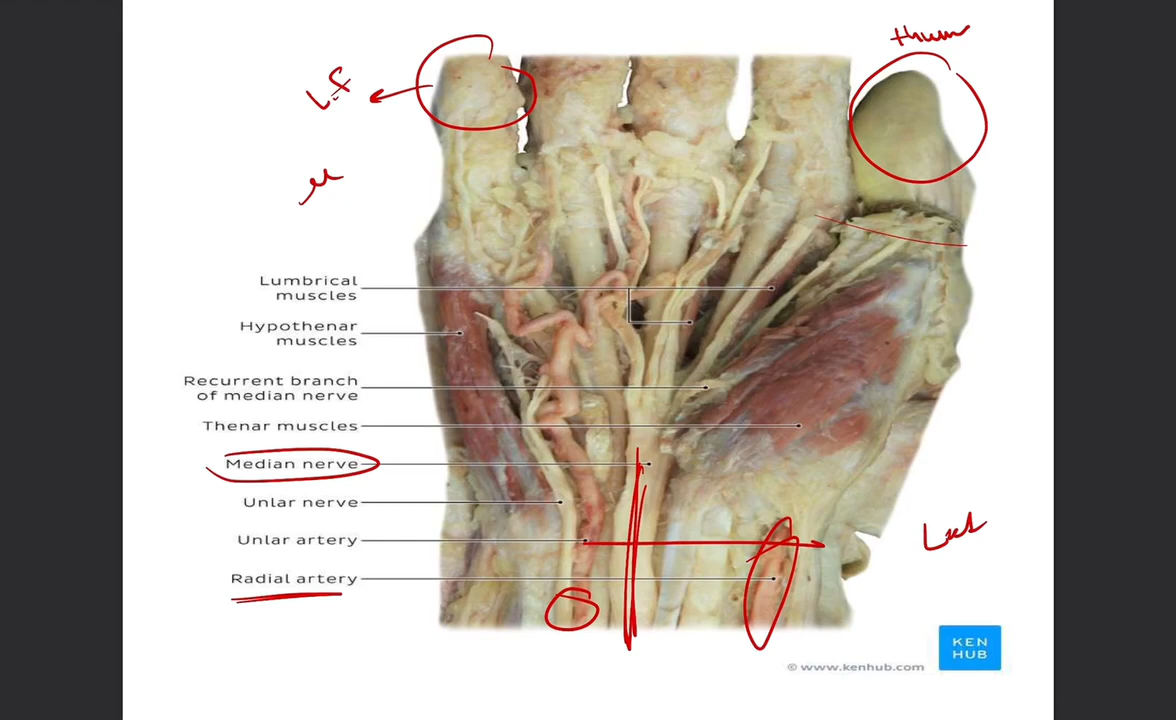 thum
L.f
M
Lumbrical
muscles
Hypothenar
muscles
Recurrent branch
of median nerve
Thenar muscles
Median nerve
Unlar nerve
Unlar artery
Radial artery
KEN
HUB
© www.kenhub.com